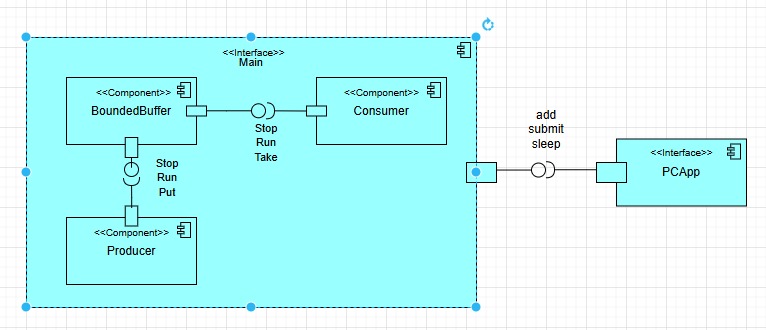 <<Interface>>
Main
<<Component>>
BoundedBuffer
<<Component>>
Consumer
Stop
Run
Take
Stop
Run
Put
<<Component>>
Producer
add
submit
sleep
<<Interface>>
PCApp